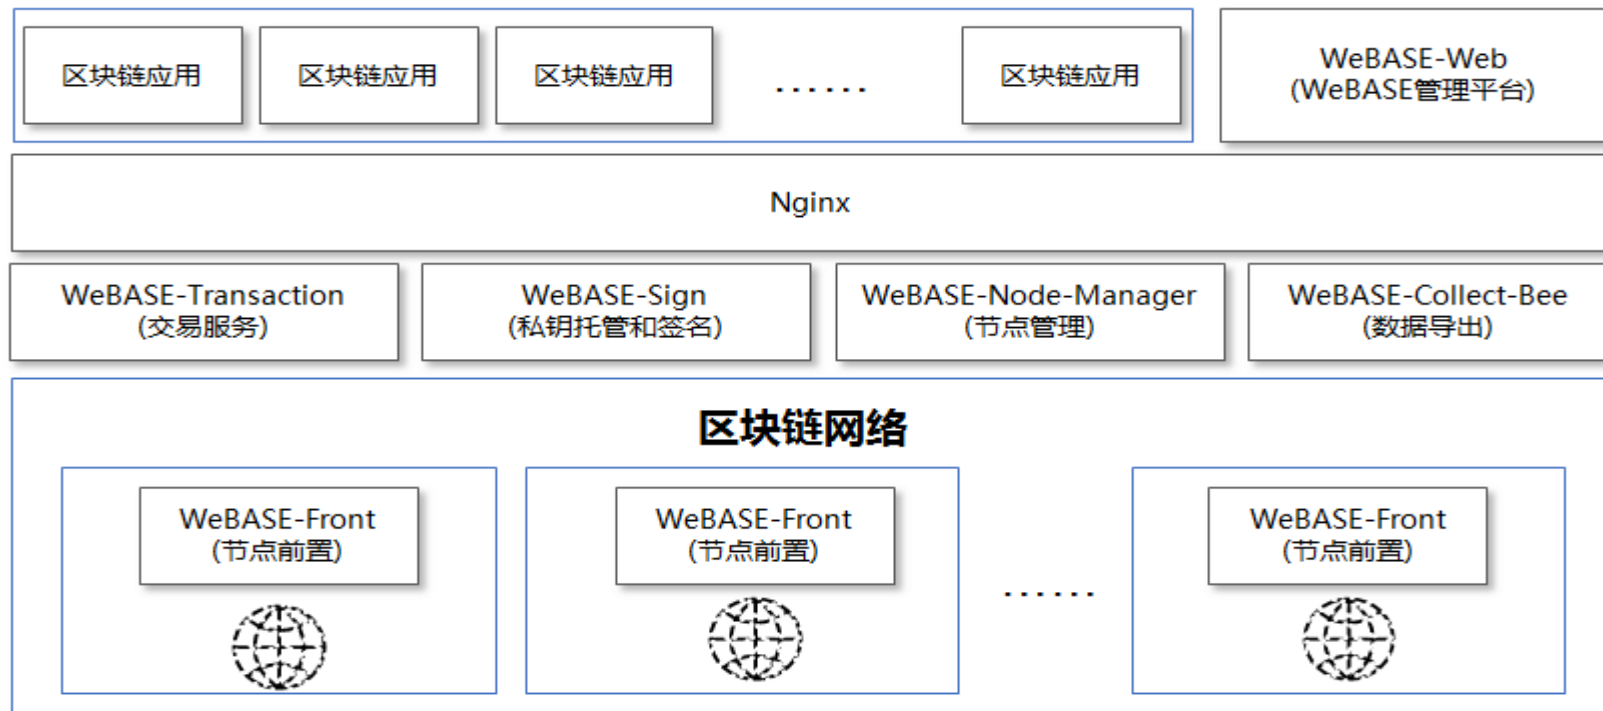 区块链应用
区块链应用
区块链应用
......
区块链应用
WeBASE-Web
(WeBASE管理平台)
Nginx
WeBASE-Transaction
(交易服务)
WeBASE-Sign
(私钥托管和签名)
WeBASE-Node-Manager
(节点管理)
WeBASE-Collect-Bee
(数据导出)
区块链网络
WeBASE-Front
(节点前置)
WeBASE-Front
(节点前置)
......
WeBASE-Front
(节点前置)